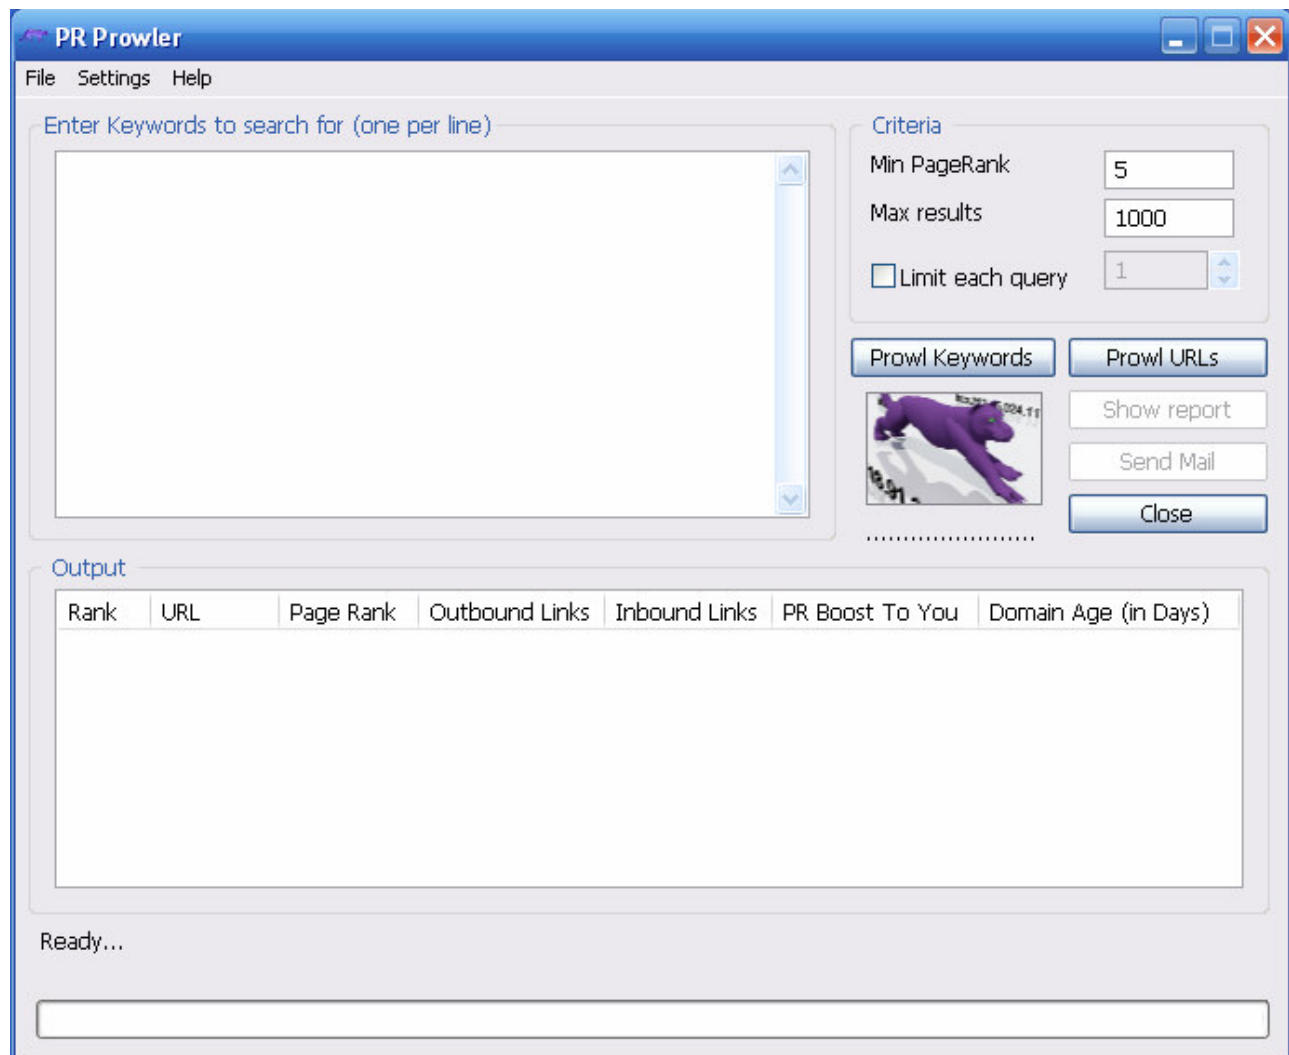 PR Prowler
File Settings Help
Enter Keywords to search for (one per line)
Criteria
Min PageRank 5
Max results 1000
Limit each query 1
Prowl Keywords Prowl URLs
Show report
Send Mail
Close
.......................
Output
Rank URL Page Rank Outbound Links Inbound Links PR Boost To You Domain Age (in Days)
Ready...